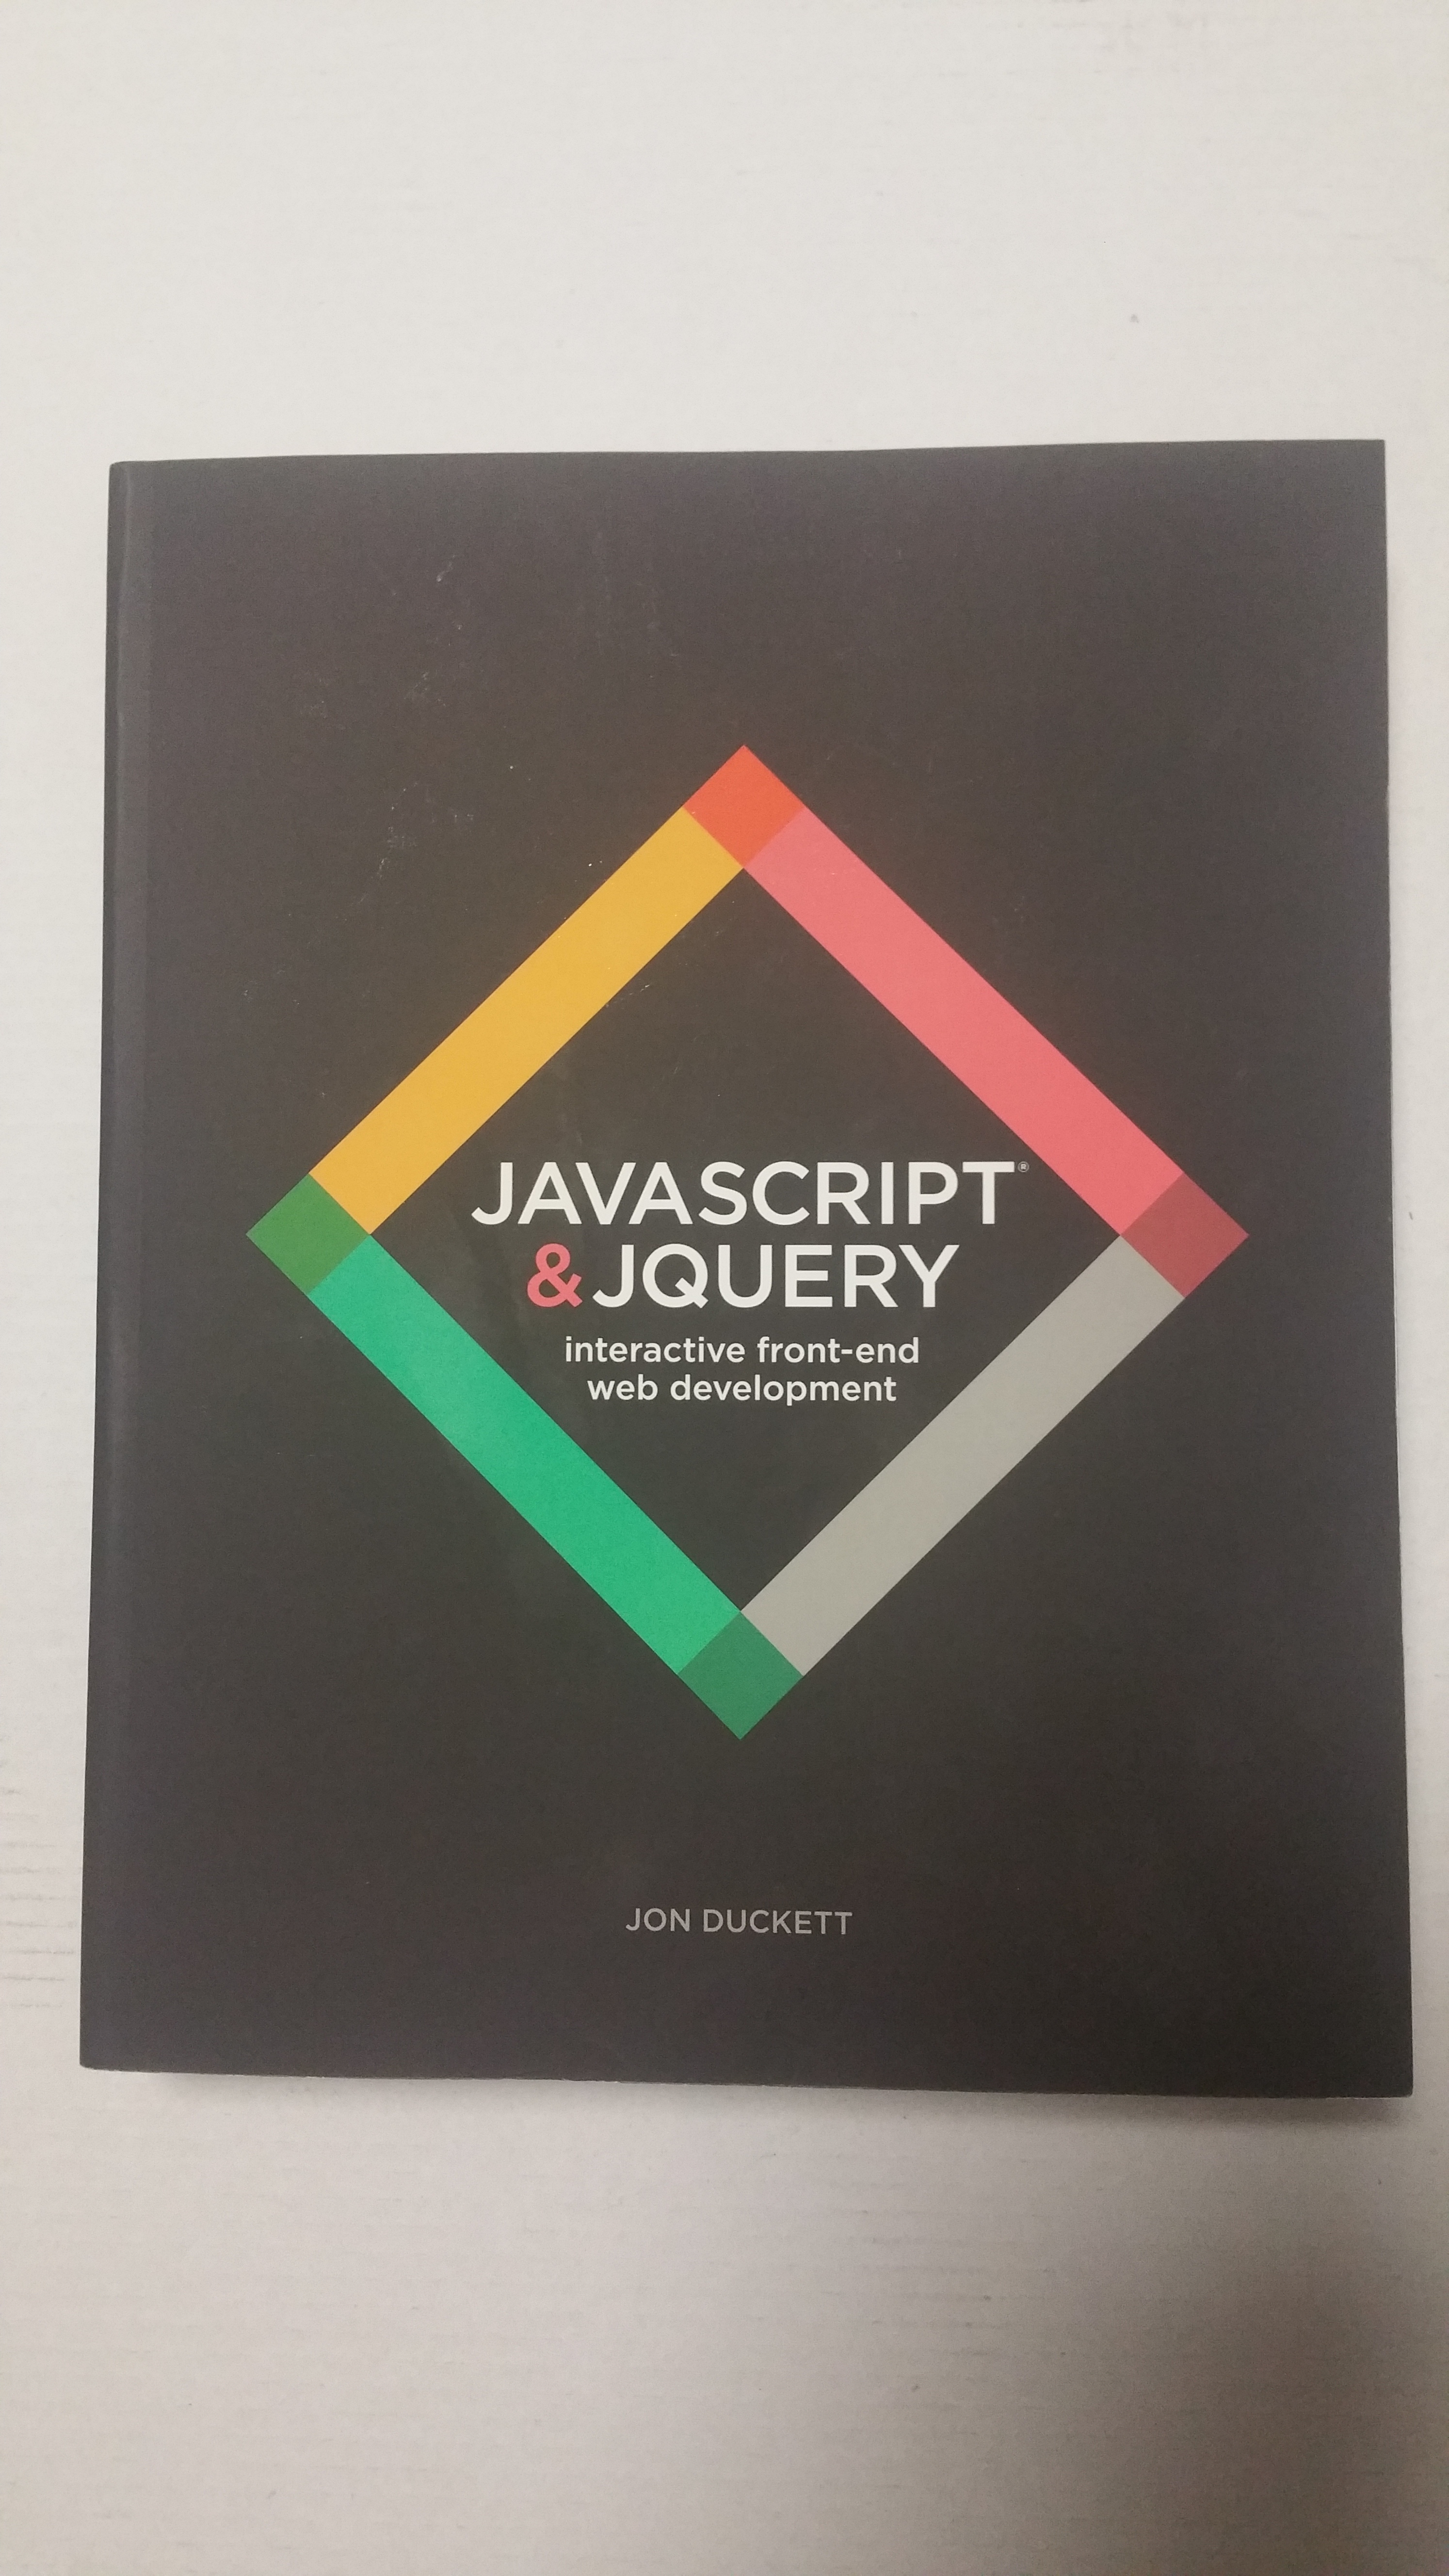 JAVASCRIPT®
& JQUERY
interactive front-end
web development
JON DUCKETT